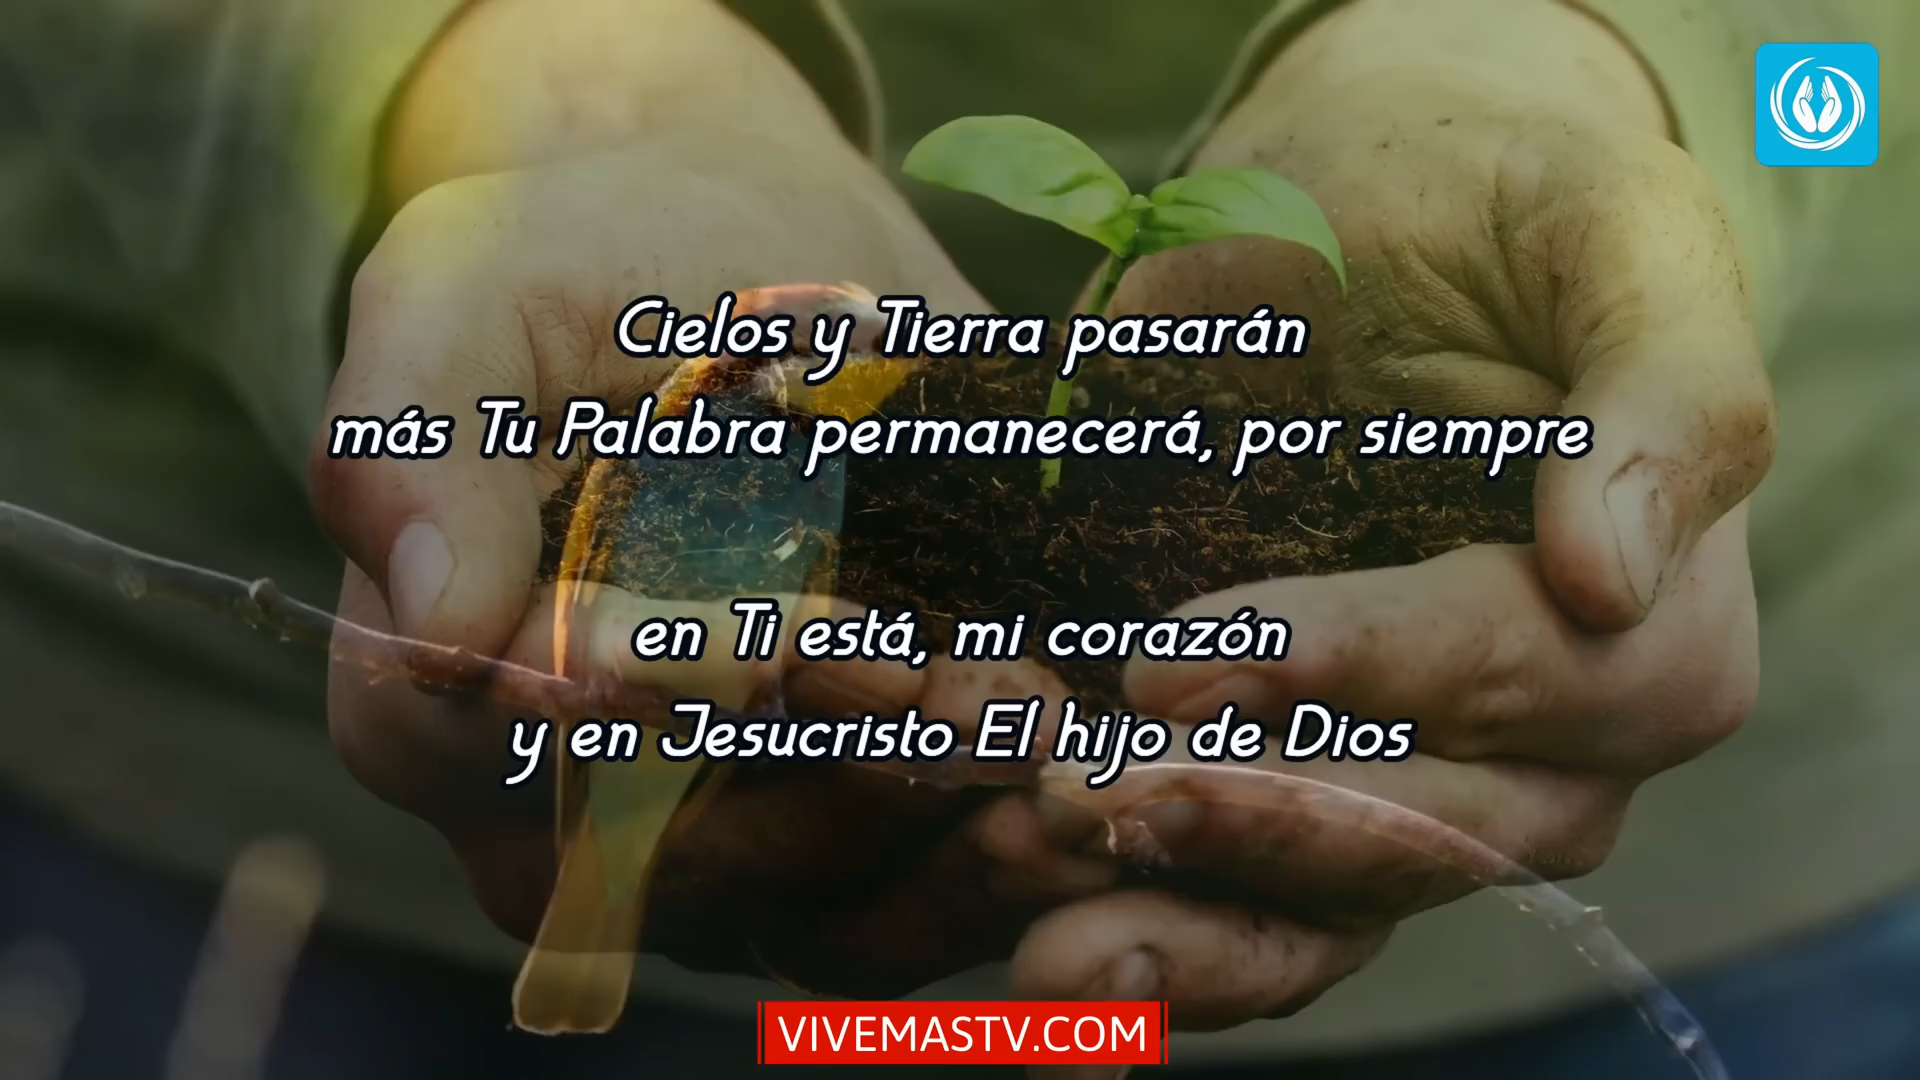 Cielos y Tierra pasarán
más Tu Palabra permanecerá, por siempre
en Ti está, mi corazón
y en Jesucristo El hijo de Dios
VIVEMASTV.COM